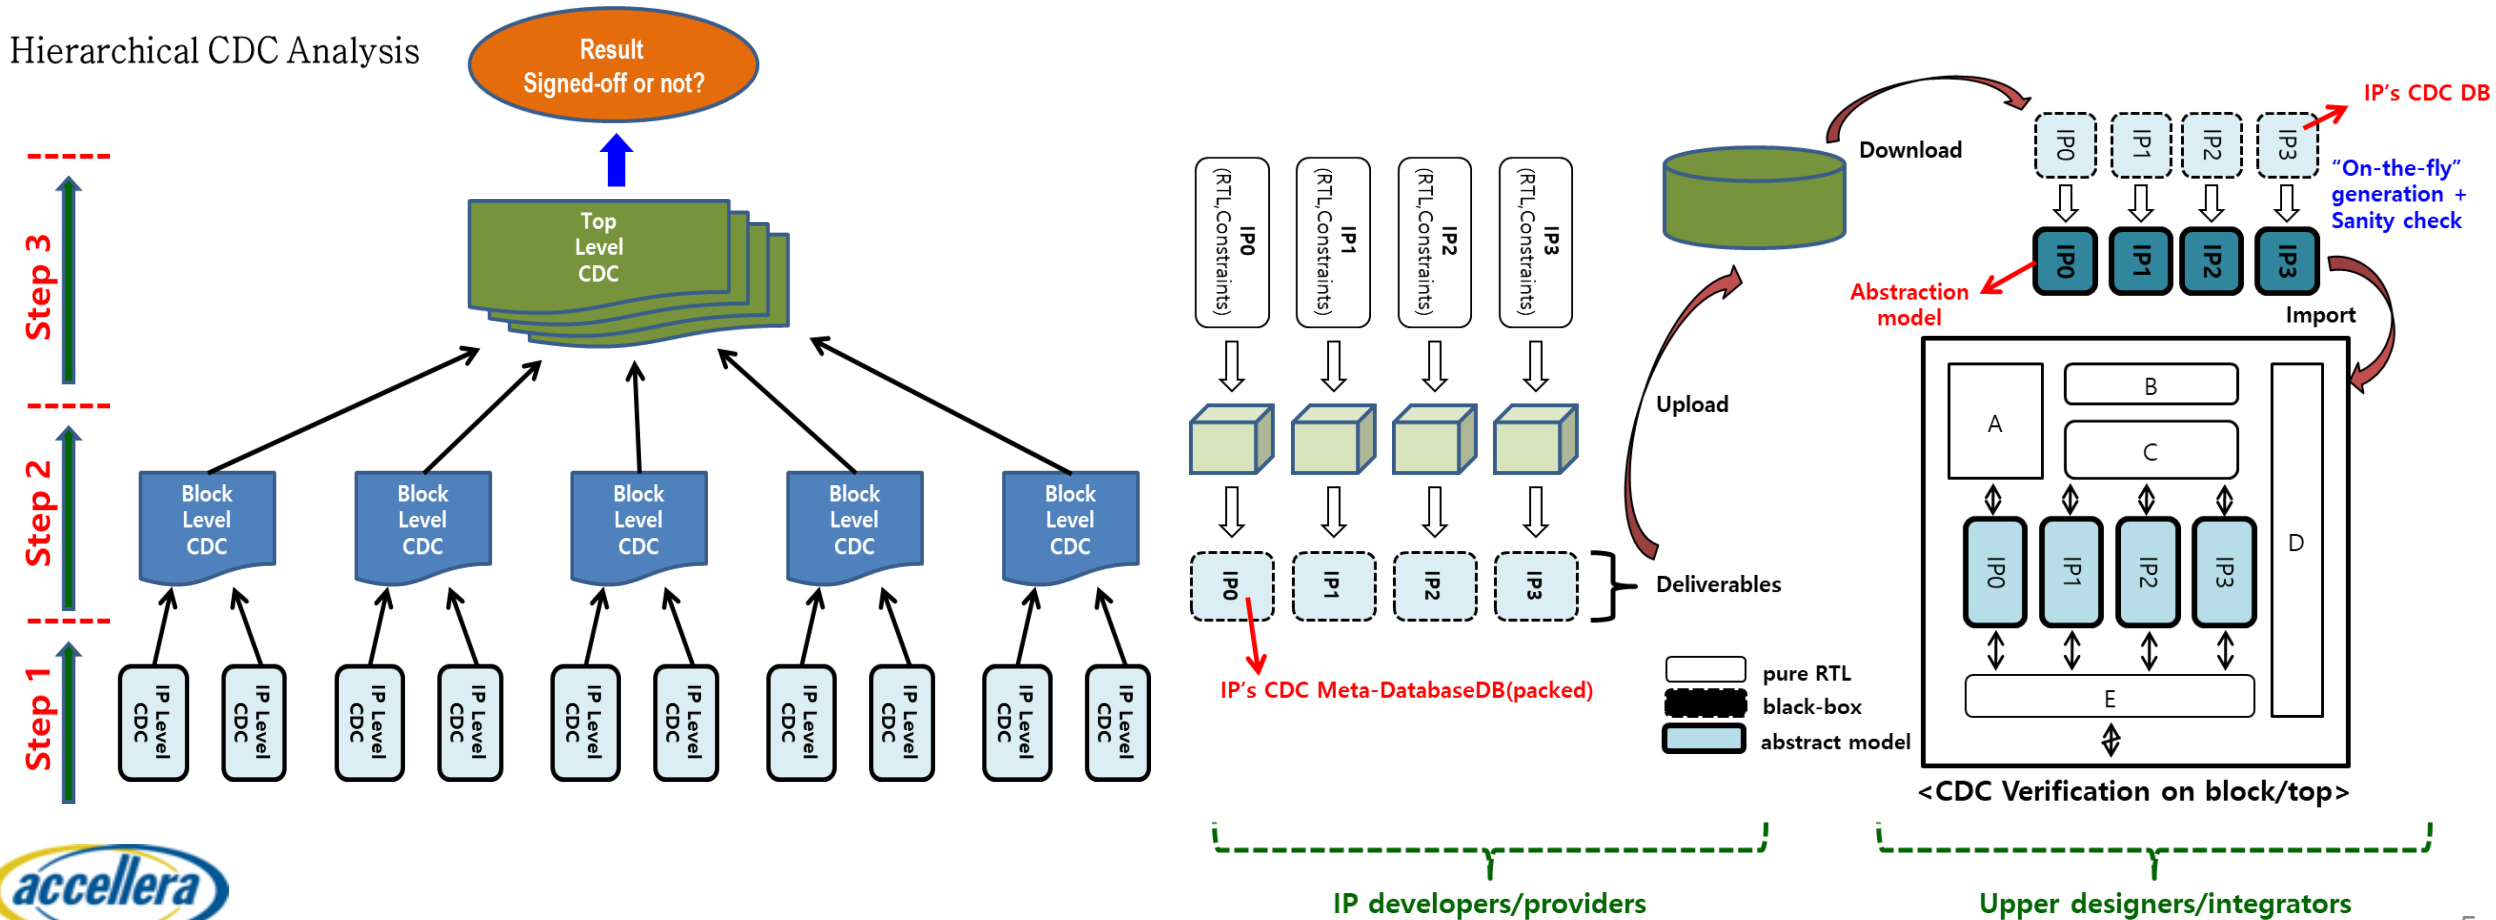 Hierarchical CDC Analysis
Result
Signed-off or not?
Step 3
Step 2
Step 1
Top
Level
CDC
Block
Level
CDC
Block
Level
CDC
Block
Level
CDC
Block
Level
CDC
Block
Level
CDC
IP Level
CDC
IP Level
CDC
IP Level
CDC
IP Level
CDC
IP Level
CDC
IP Level
CDC
IP Level
CDC
IP Level
CDC
IP Level
CDC
IP Level
CDC
accellera
IP0
(RTL,Constraints)
IP1
(RTL,Constraints)
IP2
(RTL,Constraints)
IP3
(RTL,Constraints)
IP0
IP1
IP2
IP3
Deliverables
IP's CDC Meta-DatabaseDB(packed)
Upload
Download
IP0
IP1
IP2
IP3
IP's CDC DB
“On-the-fly”
generation +
Sanity check
IP0
IP1
IP2
IP3
Abstraction
model
Import
A
B
C
D
IP0
IP1
IP2
IP3
E
pure RTL
black-box
abstract model
<CDC Verification on block/top>
IP developers/providers
Upper designers/integrators